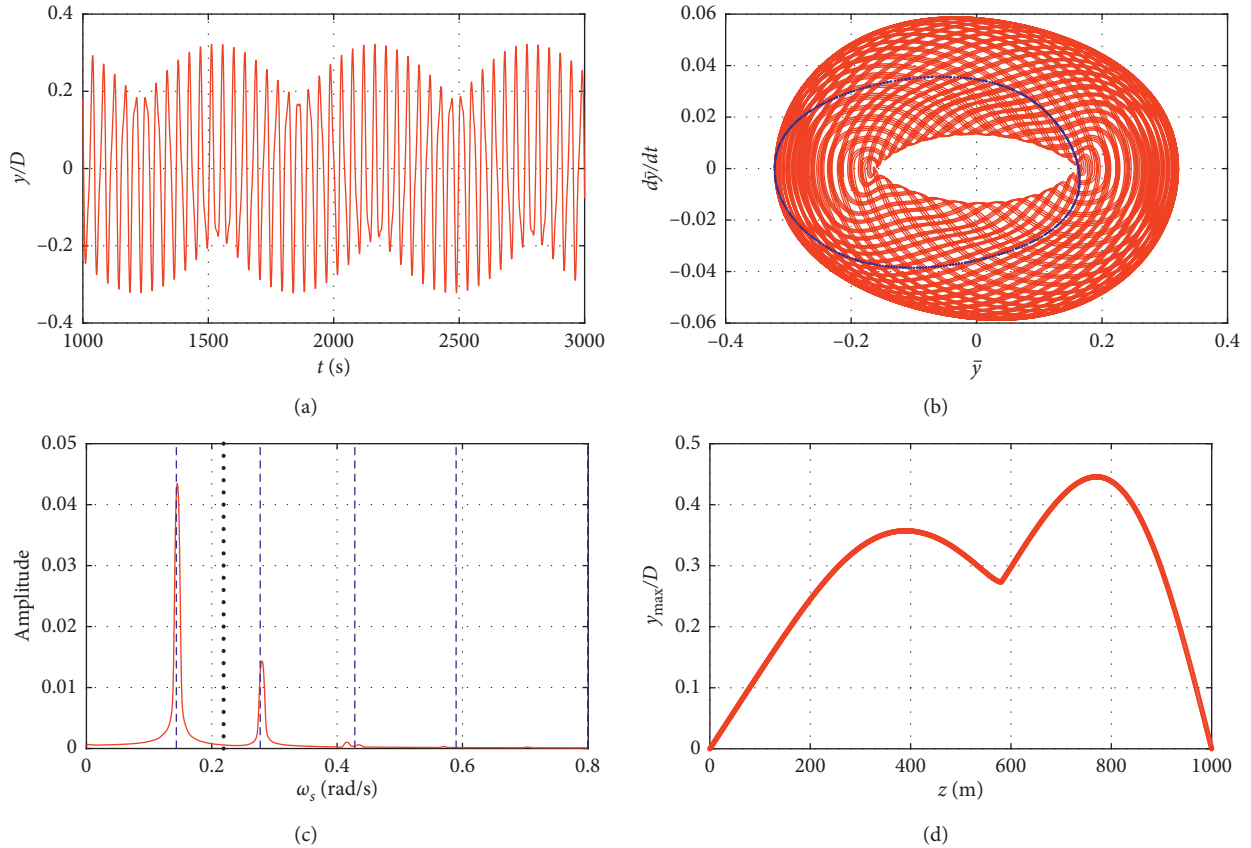 0.4
0.2
0
−0.2
−0.4
y/D
1000 1500 2000 2500 3000
t (s)
(a)
0.06
0.04
0.02
0
−0.02
−0.04
−0.06
dȳ/dt
−0.4 −0.2 0 0.2 0.4
ȳ
(b)
0.05
0.04
0.03
0.02
0.01
0
Amplitude
0 0.2 0.4 0.6 0.8
ωs (rad/s)
(c)
0.5
0.4
0.3
0.2
0.1
0
ymax/D
0 200 400 600 800 1000
z (m)
(d)